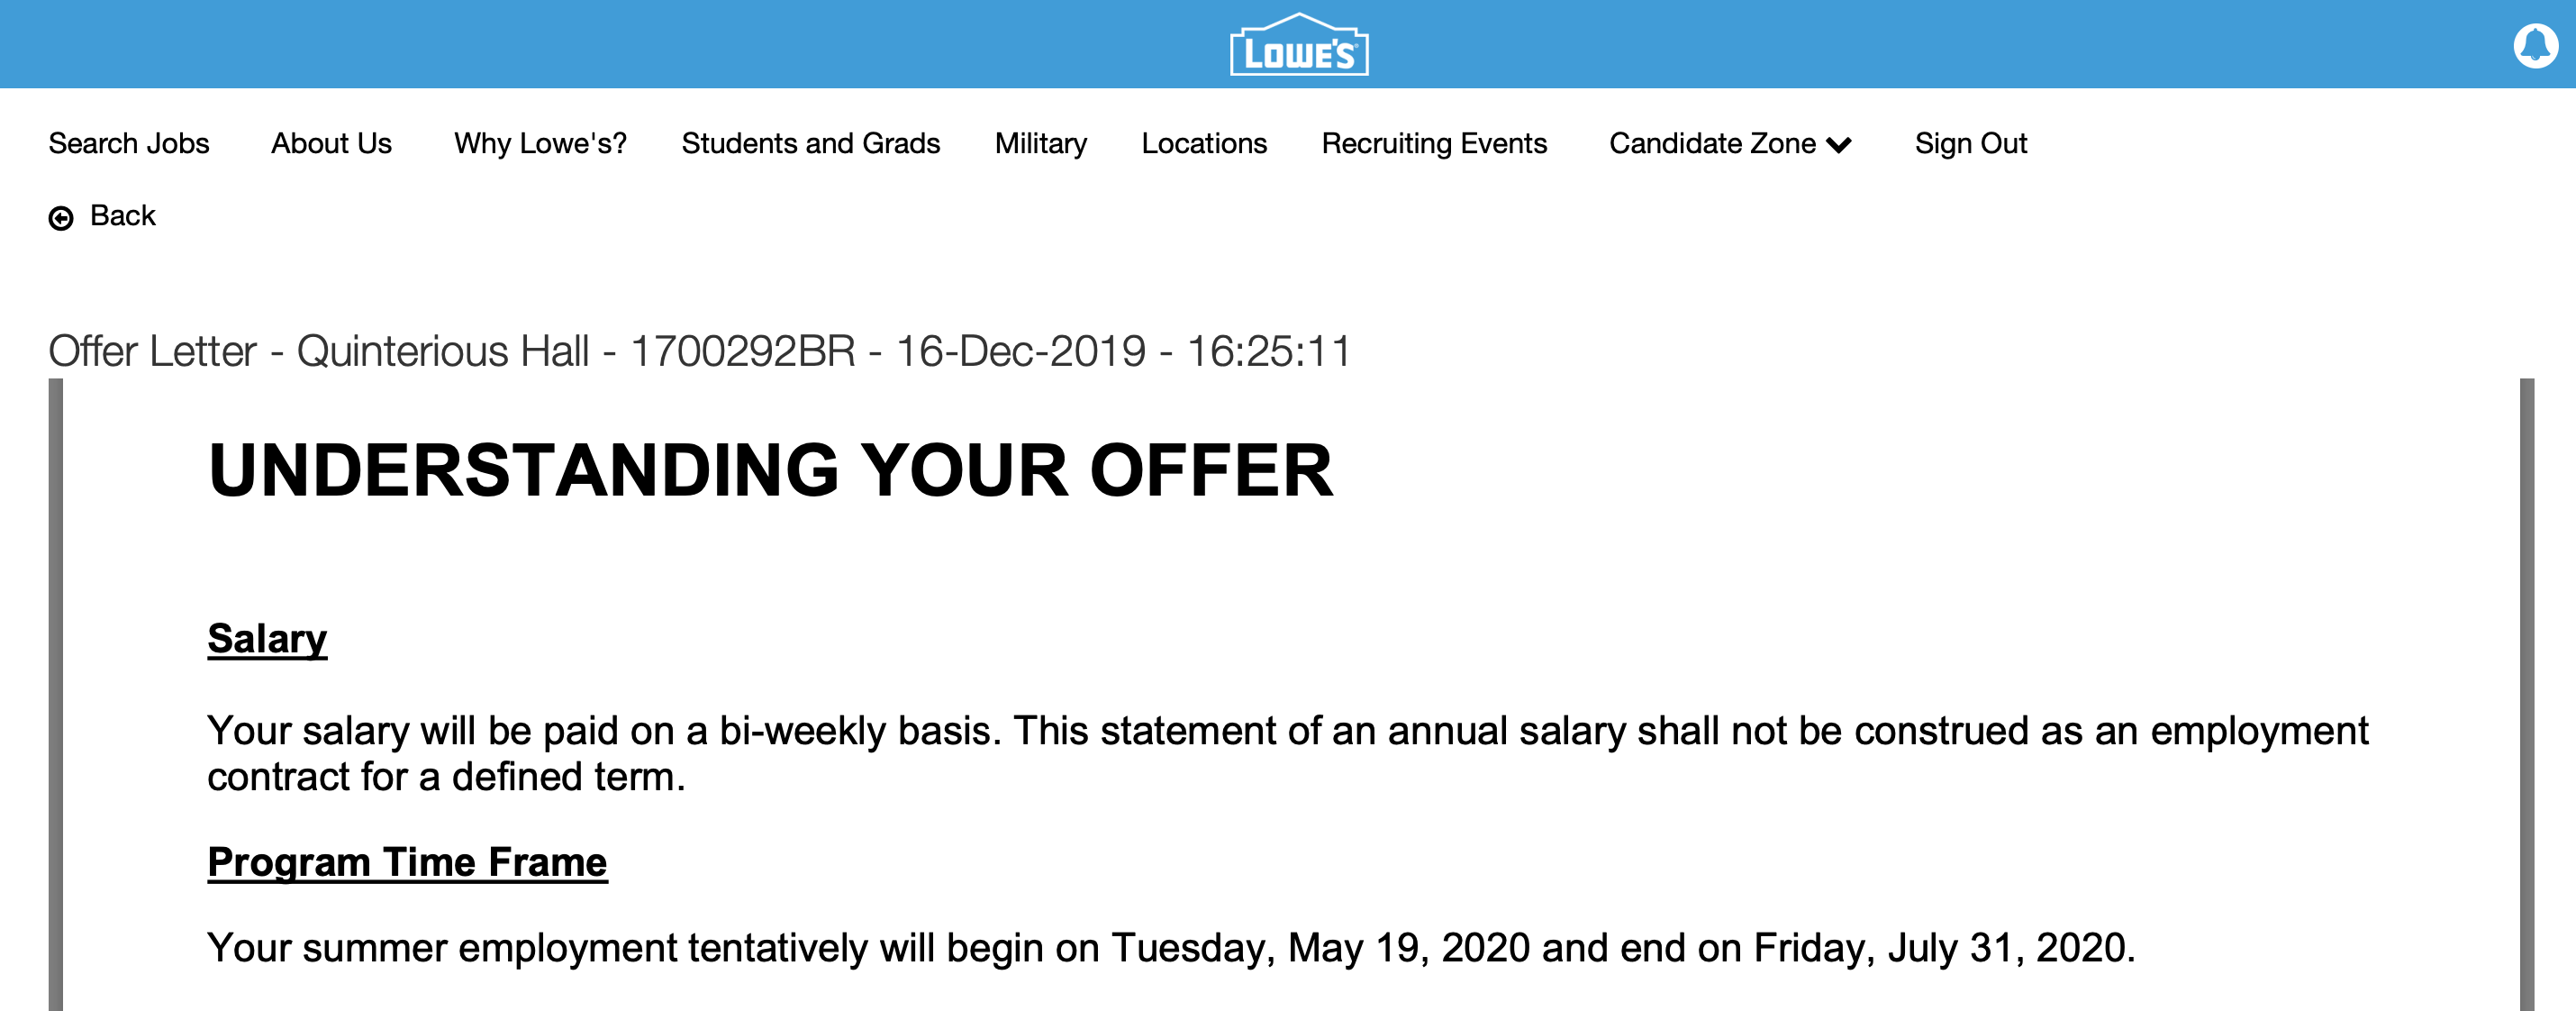 LOWE'S
Search Jobs About Us Why Lowe's? Students and Grads Military Locations Recruiting Events Candidate Zone Sign Out
Back
Offer Letter - Quinterious Hall - 1700292BR - 16-Dec-2019 - 16:25:11
UNDERSTANDING YOUR OFFER
Salary
Your salary will be paid on a bi-weekly basis. This statement of an annual salary shall not be construed as an employment
contract for a defined term.
Program Time Frame
Your summer employment tentatively will begin on Tuesday, May 19, 2020 and end on Friday, July 31, 2020.